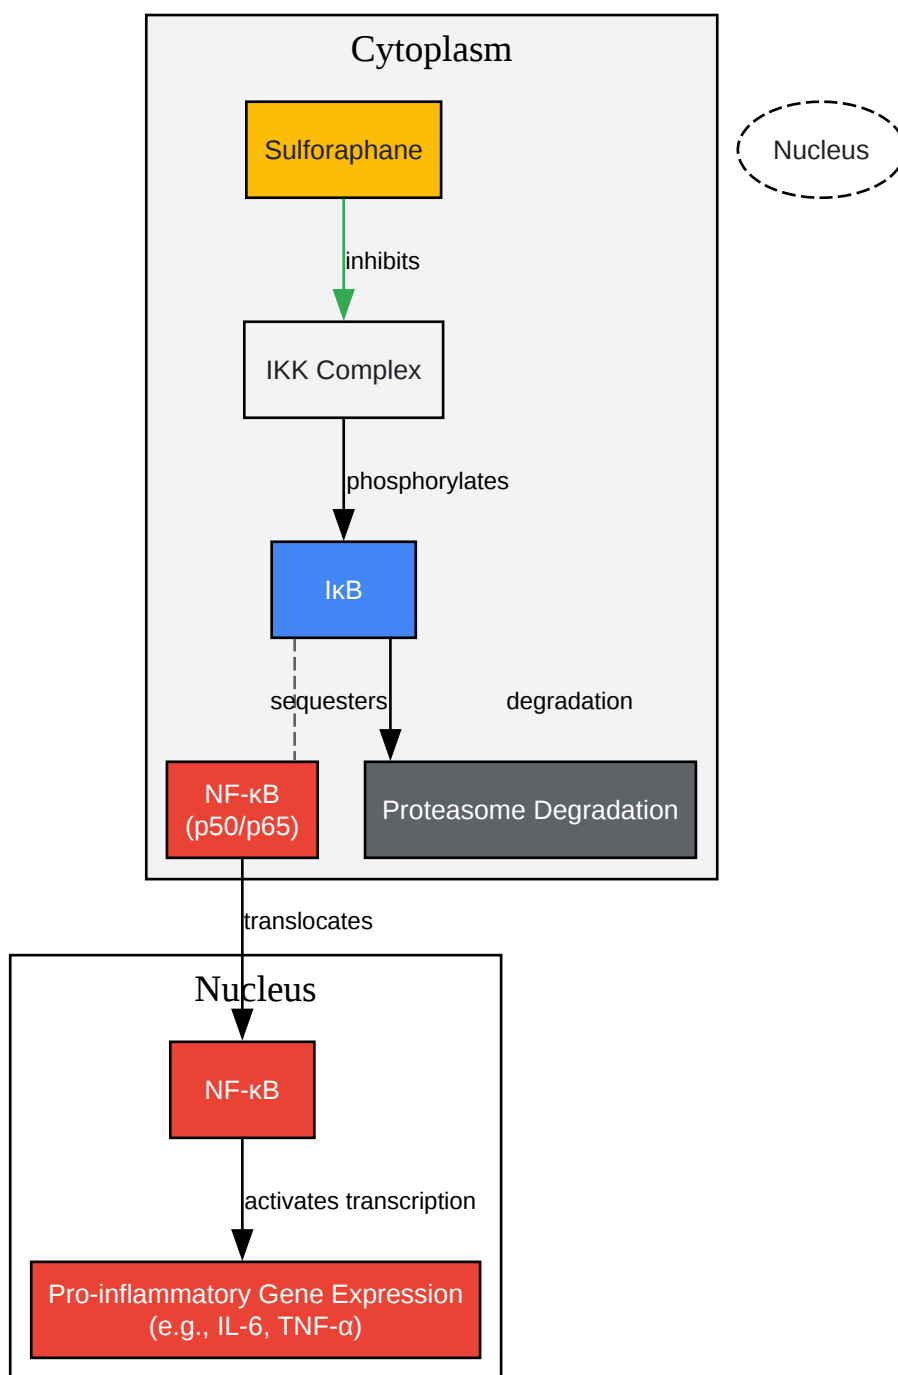 Cytoplasm
Sulforaphane
Nucleus
inhibits
IKK Complex
phosphorylates
IκB
sequesters
degradation
NF-κB
(p50/p65)
Proteasome Degradation
translocates
Nucleus
NF-κB
activates transcription
Pro-inflammatory Gene Expression
(e.g., IL-6, TNF-α)